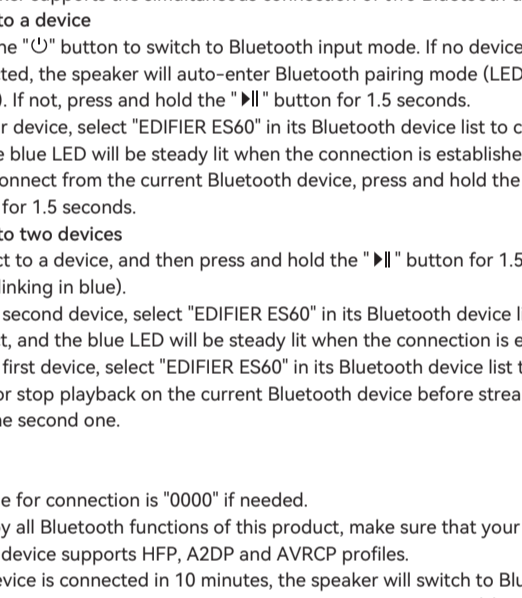 to a device
he "⏻" button to switch to Bluetooth input mode. If no device
ted, the speaker will auto-enter Bluetooth pairing mode (LED
). If not, press and hold the "▶ll" button for 1.5 seconds.
r device, select "EDIFIER ES60" in its Bluetooth device list to c
e blue LED will be steady lit when the connection is establishe
onnect from the current Bluetooth device, press and hold the
for 1.5 seconds.
to two devices
ct to a device, and then press and hold the "▶ll" button for 1.5
linking in blue).
second device, select "EDIFIER ES60" in its Bluetooth device l
t, and the blue LED will be steady lit when the connection is e
first device, select "EDIFIER ES60" in its Bluetooth device list t
or stop playback on the current Bluetooth device before strea
he second one.
e for connection is "0000" if needed.
y all Bluetooth functions of this product, make sure that your
device supports HFP, A2DP and AVRCP profiles.
evice is connected in 10 minutes, the speaker will switch to Blu